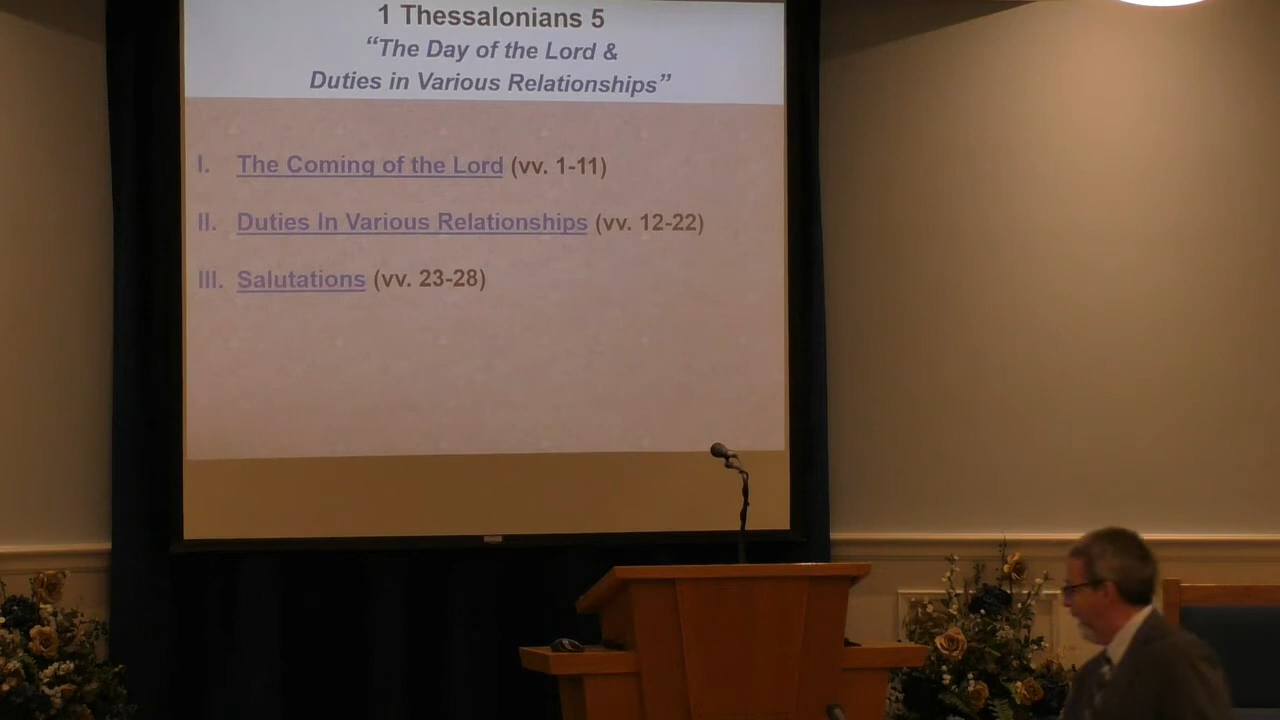 1 Thessalonians 5
“The Day of the Lord &
Duties in Various Relationships”
I. The Coming of the Lord (vv. 1-11)
II. Duties In Various Relationships (vv. 12-22)
III. Salutations (vv. 23-28)